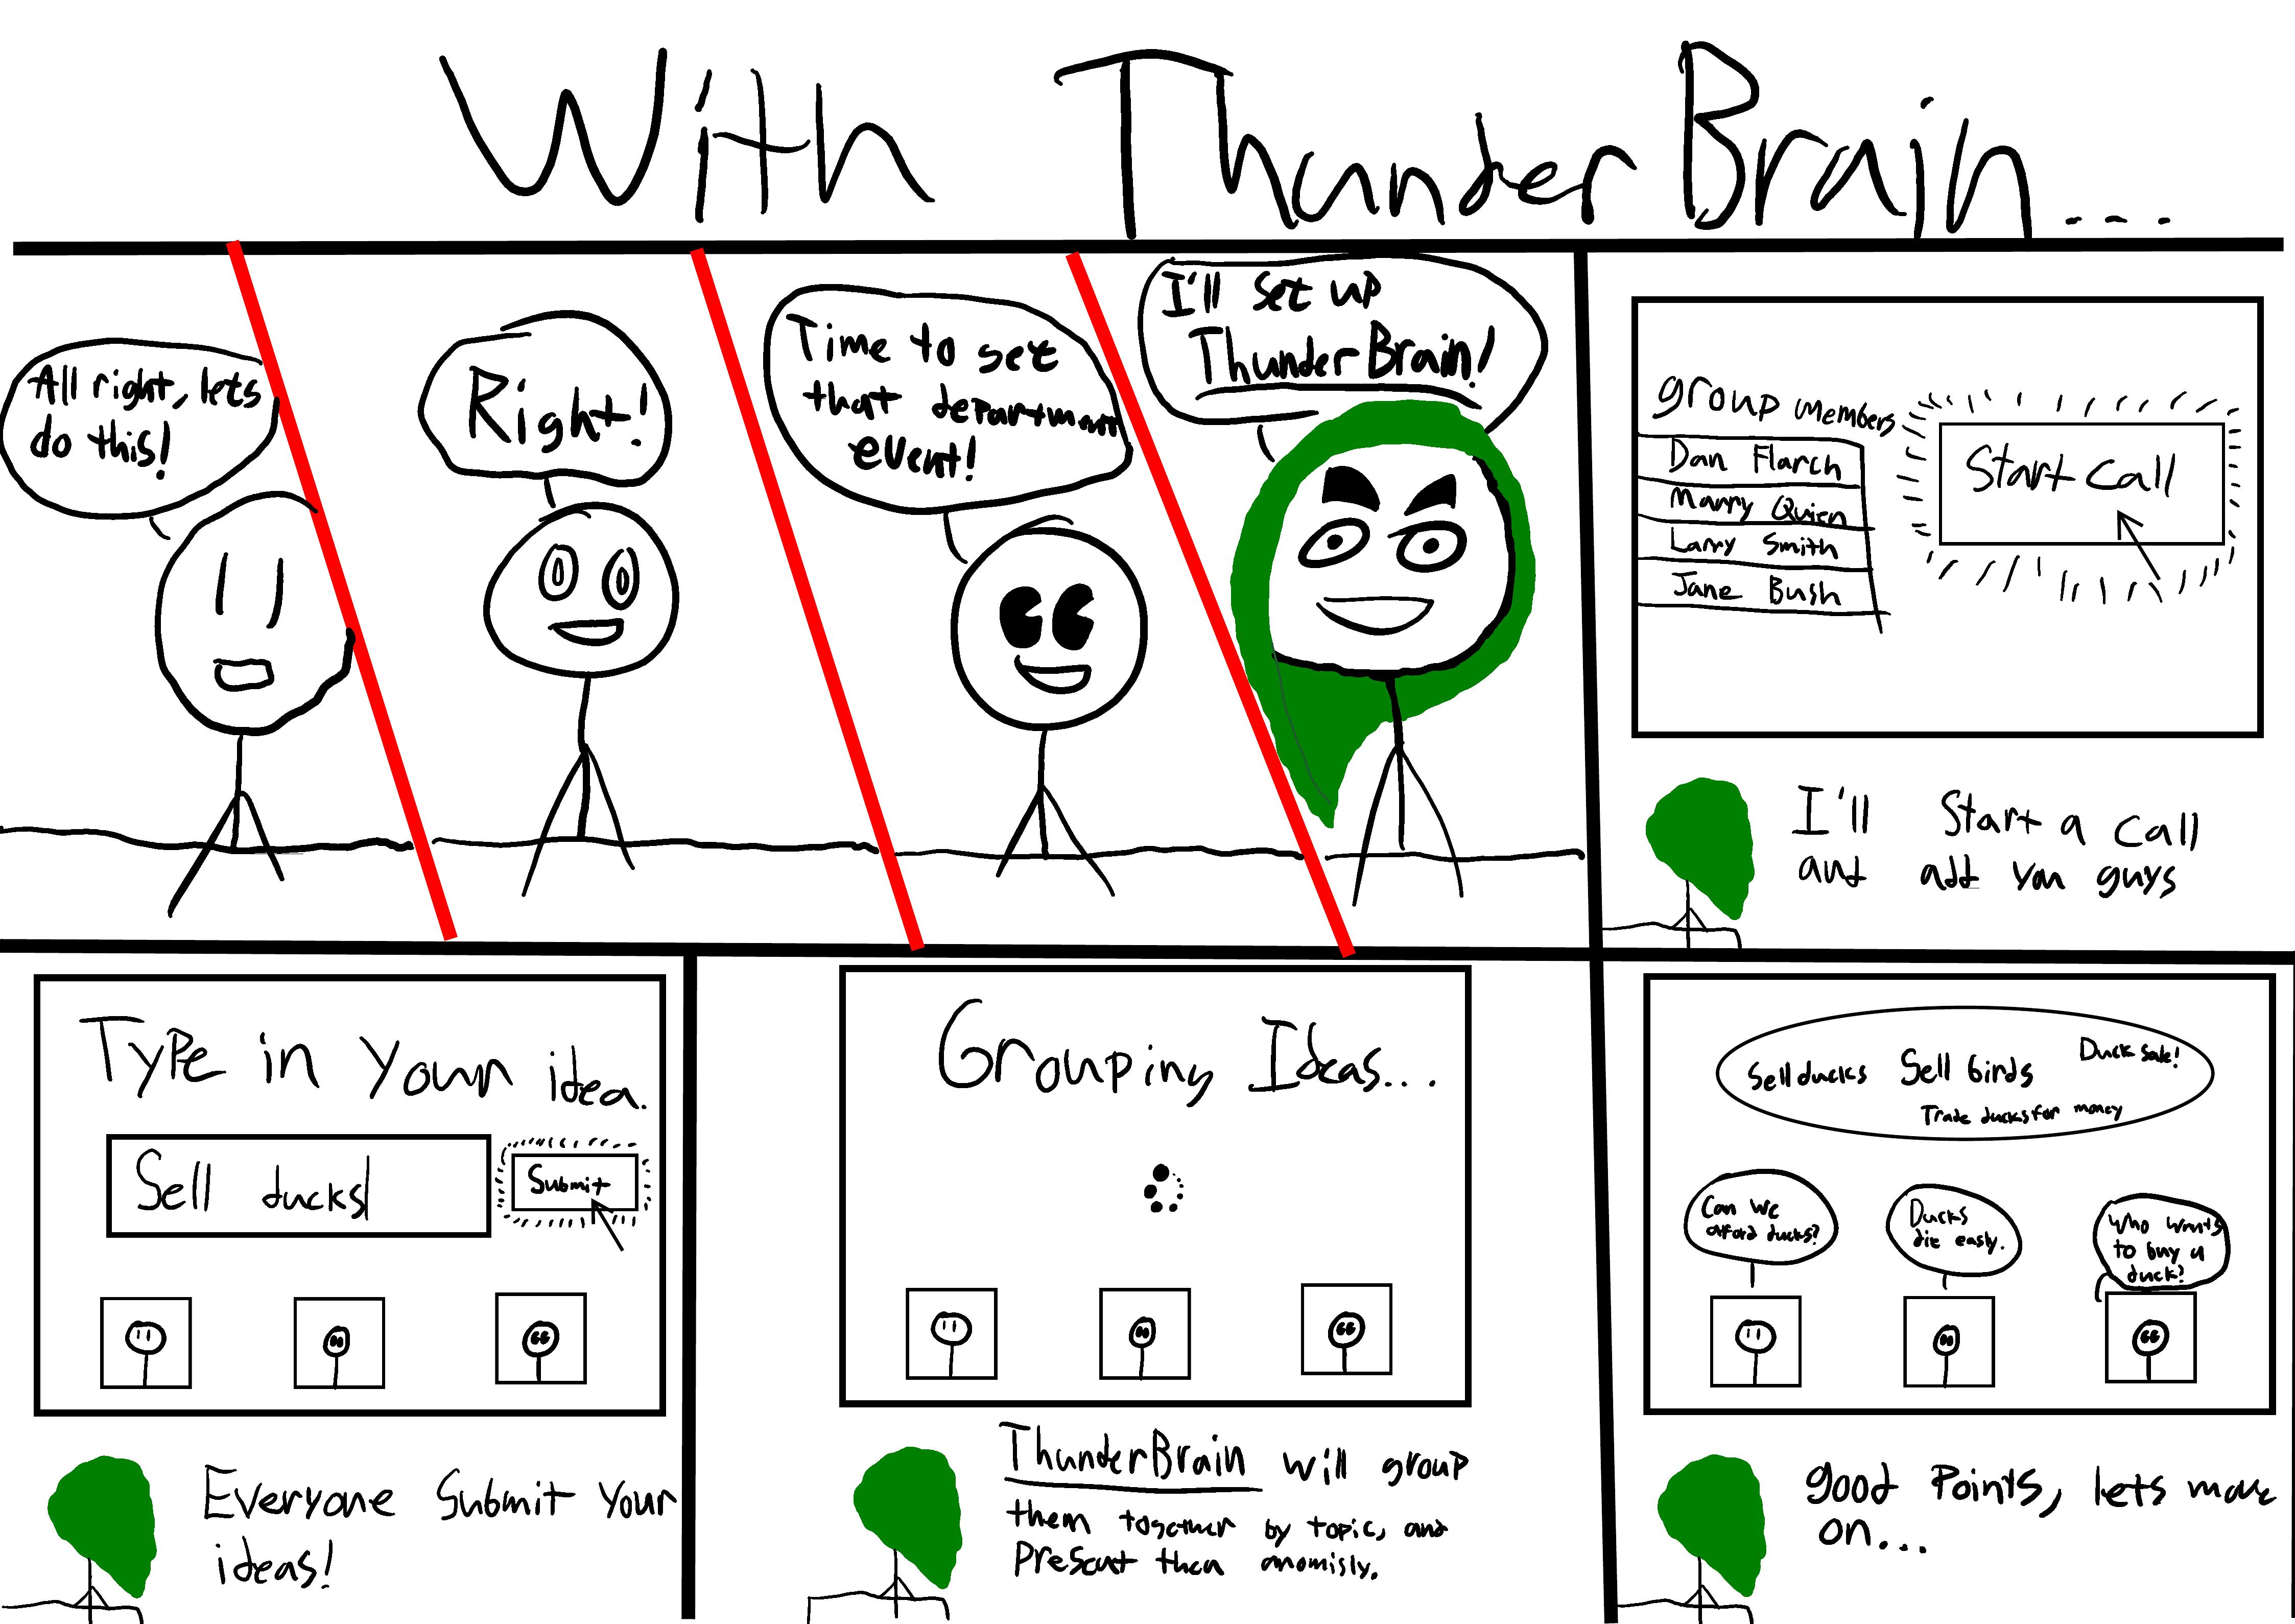 With ThunderBrain...
All right, lets
do this!
Right!
Time to set
that department
event!
I'll set up
ThunderBrain!
group members
Dan Flarch
Marry Quien
Larry Smith
Jane Bush
Start Call
I'll Start a call
and add you guys
Type in your idea.
Sell ducks
Submit
Everyone Submit Your
ideas!
Grouping Ideas...
ThunderBrain will group
them together by topic, and
Present then anomisly.
Sell ducks Sell birds Duck sale!
Trade ducks for money
Can we
afford ducks?
Ducks
die easly.
Who wants
to buy a
duck?
good Points, lets move
on...